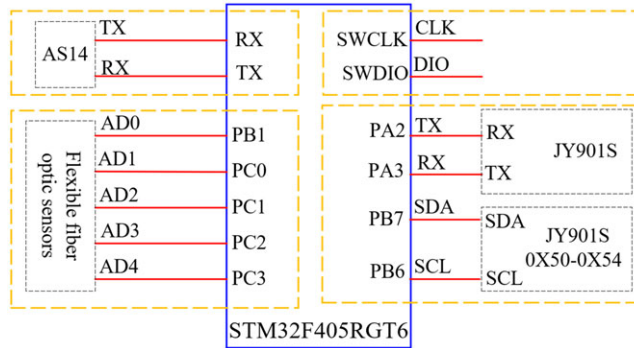 TX
AS14
RX
RX
TX
Flexible fiber
optic sensors
AD0
PB1
AD1
PC0
AD2
PC1
AD3
PC2
AD4
PC3
SWCLK
CLK
SWDIO
DIO
PA2
TX
RX
PA3
RX
TX
JY901S
PB7
SDA
SDA
PB6
SCL
SCL
JY901S
0X50-0X54
STM32F405RGT6